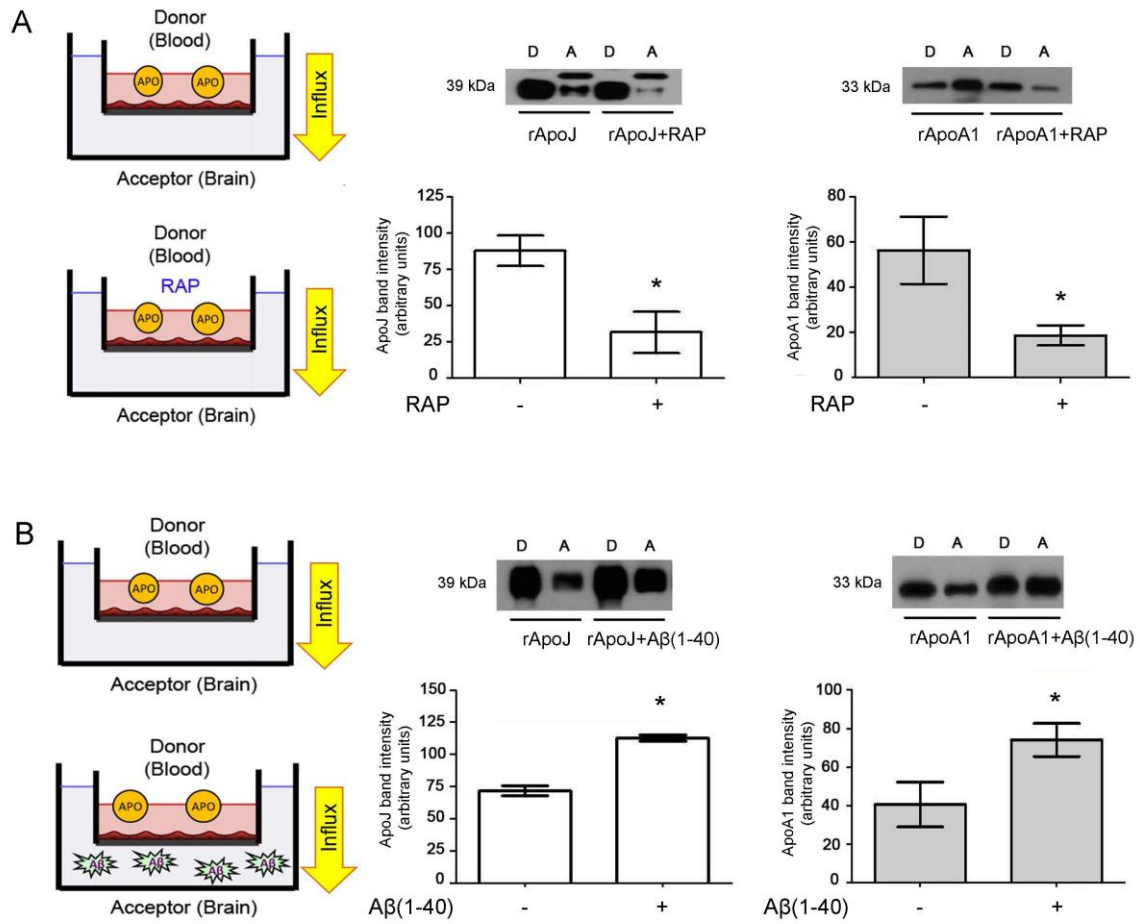 A
Donor
(Blood)
APO
APO
Influx
Acceptor (Brain)
Donor
(Blood)
RAP
APO
APO
Influx
Acceptor (Brain)
D A D A
39 kDa
rApoJ rApoJ+RAP
ApoJ band intensity
(arbitrary units)
125
100
75
50
25
0
*
RAP - +
D A D A
33 kDa
rApoA1 rApoA1+RAP
ApoA1 band intensity
(arbitrary units)
80
60
40
20
0
*
RAP - +
B
Donor
(Blood)
APO
APO
Influx
Acceptor (Brain)
Donor
(Blood)
APO
APO
Influx
Aβ
Aβ
Aβ
Aβ
Acceptor (Brain)
D A D A
39 kDa
rApoJ rApoJ+Aβ(1-40)
ApoJ band intensity
(arbitrary units)
150
125
100
75
50
25
0
*
Aβ(1-40) - +
D A D A
33 kDa
rApoA1 rApoA1+Aβ(1-40)
ApoA1 band intensity
(arbitrary units)
100
80
60
40
20
0
*
Aβ(1-40) - +